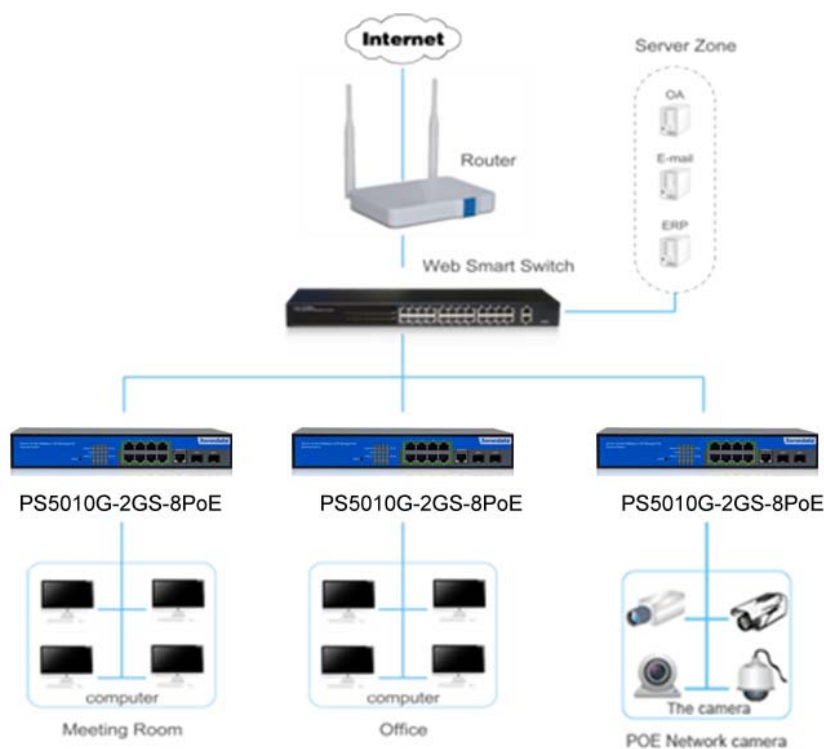 Internet
Server Zone
OA
Router
E-mail
ERP
Web Smart Switch
PS5010G-2GS-8PoE
PS5010G-2GS-8PoE
PS5010G-2GS-8PoE
computer
Meeting Room
computer
Office
The camera
POE Network camera